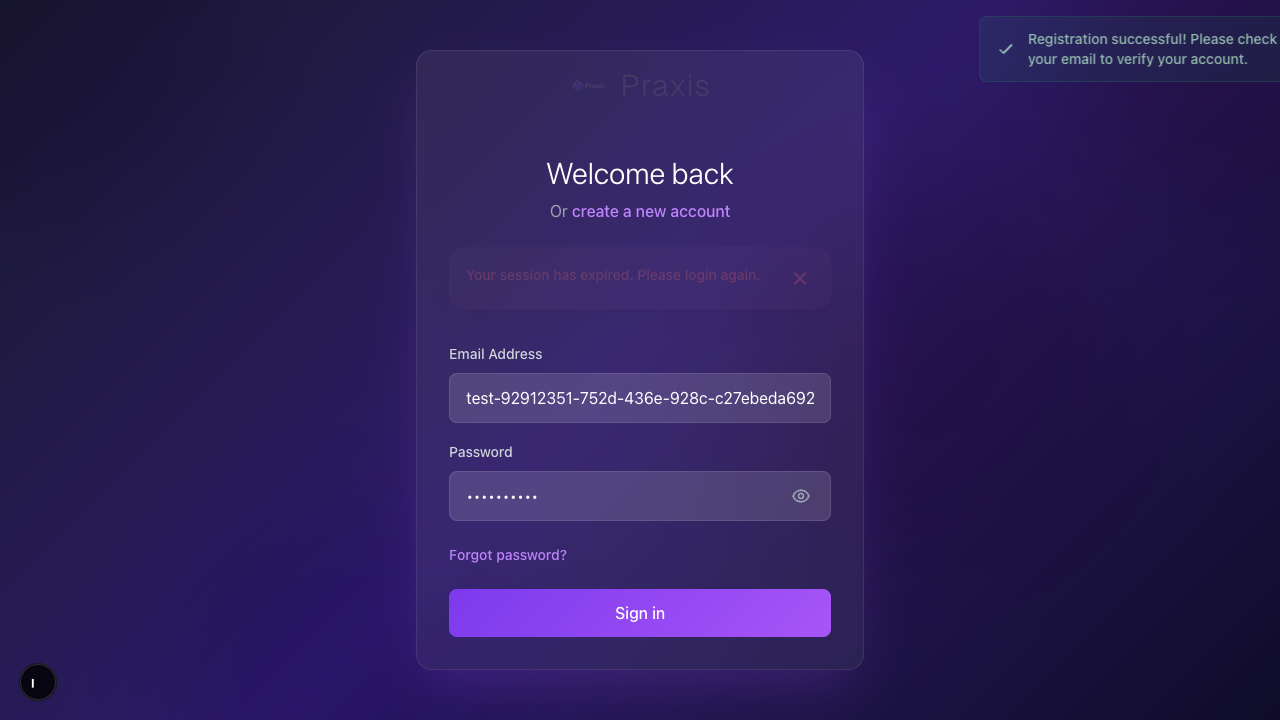 Registration successful! Please check
your email to verify your account.
Praxis
Praxis
Welcome back
Or create a new account
Your session has expired. Please login again.
Email Address
test-92912351-752d-436e-928c-c27ebeda692
Password
Forgot password?
Sign in